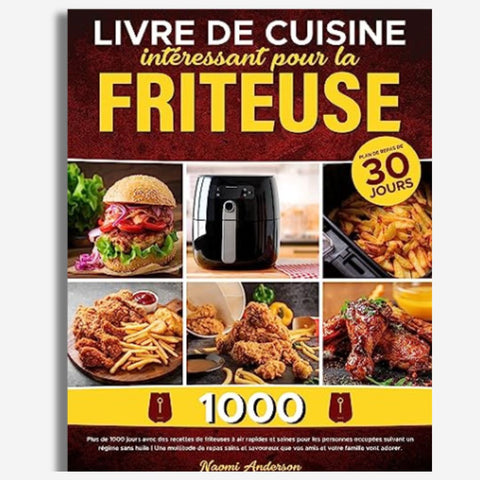 LIVRE DE CUISINE
intéressant pour la
FRITEUSE
PLAN DE REPAS DE
30
JOURS
1000
Plus de 1000 jours avec des recettes de friteuses à air rapides et saines pour les personnes occupées suivant un
régime sans huile | Une multitude de repas sains et savoureux que vos amis et votre famille vont adorer.
Naomi Anderson